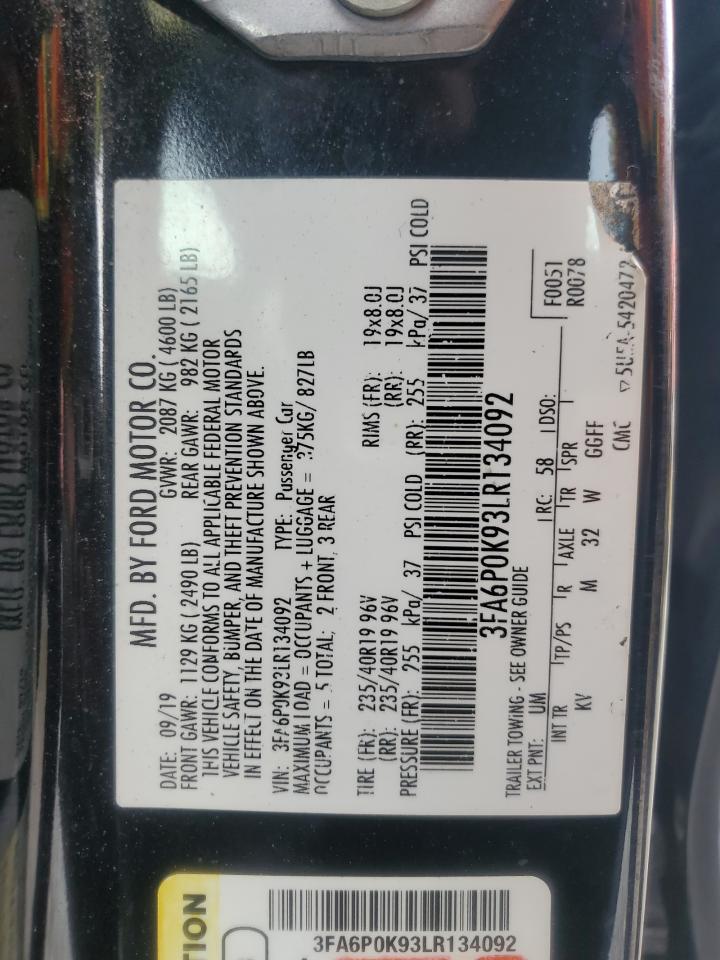 MFD. BY FORD MOTOR CO.
DATE: 09/19 GVWR: 2087 KG ( 4600 LB)
FRONT GAWR: 1129 KG ( 2490 LB) REAR GAWR: 982 KG ( 2165 LB)
THIS VEHICLE CONFORMS TO ALL APPLICABLE FEDERAL MOTOR
VEHICLE SAFETY, BUMPER, AND THEFT PREVENTION STANDARDS
IN EFFECT ON THE DATE OF MANUFACTURE SHOWN ABOVE.
VIN: 3FA6P0K93LR134092 TYPE: Passenger Car
MAXIMUM LOAD = OCCUPANTS + LUGGAGE = 375KG/ 827LB
OCCUPANTS = 5 TOTAL; 2 FRONT, 3 REAR
TIRE (FR): 235/40R19 96V RIMS (FR): 19x8.0J
(RR): 235/40R19 96V (RR): 19x8.0J
PRESSURE (FR): 255 kPa/ 37 PSI COLD (RR): 255 kPa/ 37 PSI COLD
3FA6P0K93LR134092
TRAILER TOWING - SEE OWNER GUIDE
EXT PNT: UM RC: 58 DSO: F0051
R0078
INT TR TP/PS R AXLE TR SPR
KV M 32 W GGFF
CMC
TION
3FA6P0K93LR134092